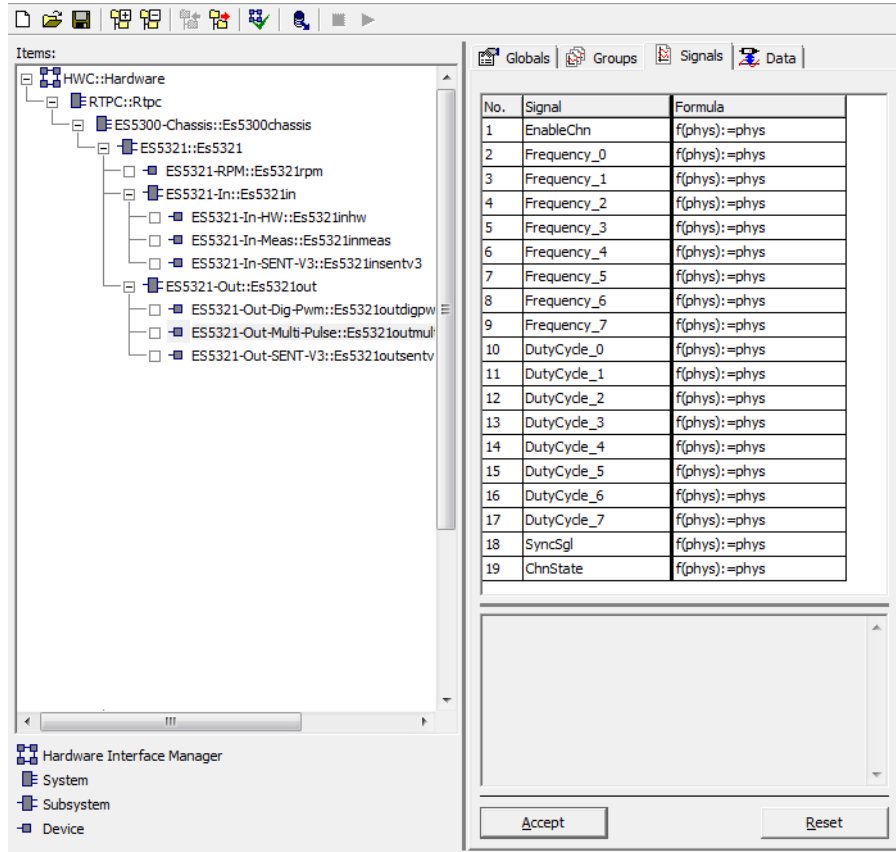 Items:
HWC::Hardware
RTPC::Rtpc
ES5300-Chassis::Es5300chassis
ES5321::Es5321
ES5321-RPM::Es5321rpm
ES5321-In::Es5321in
ES5321-In-HW::Es5321inhw
ES5321-In-Meas::Es5321inmeas
ES5321-In-SENT-V3::Es5321insentv3
ES5321-Out::Es5321out
ES5321-Out-Dig-Pwm::Es5321outdigpw
ES5321-Out-Multi-Pulse::Es5321outmul
ES5321-Out-SENT-V3::Es5321outsentv
Hardware Interface Manager
System
Subsystem
Device
Globals Groups Signals Data
No. Signal Formula
1 EnableChn f(phys):=phys
2 Frequency_0 f(phys):=phys
3 Frequency_1 f(phys):=phys
4 Frequency_2 f(phys):=phys
5 Frequency_3 f(phys):=phys
6 Frequency_4 f(phys):=phys
7 Frequency_5 f(phys):=phys
8 Frequency_6 f(phys):=phys
9 Frequency_7 f(phys):=phys
10 DutyCycle_0 f(phys):=phys
11 DutyCycle_1 f(phys):=phys
12 DutyCycle_2 f(phys):=phys
13 DutyCycle_3 f(phys):=phys
14 DutyCycle_4 f(phys):=phys
15 DutyCycle_5 f(phys):=phys
16 DutyCycle_6 f(phys):=phys
17 DutyCycle_7 f(phys):=phys
18 SyncSgl f(phys):=phys
19 ChnState f(phys):=phys
Accept Reset